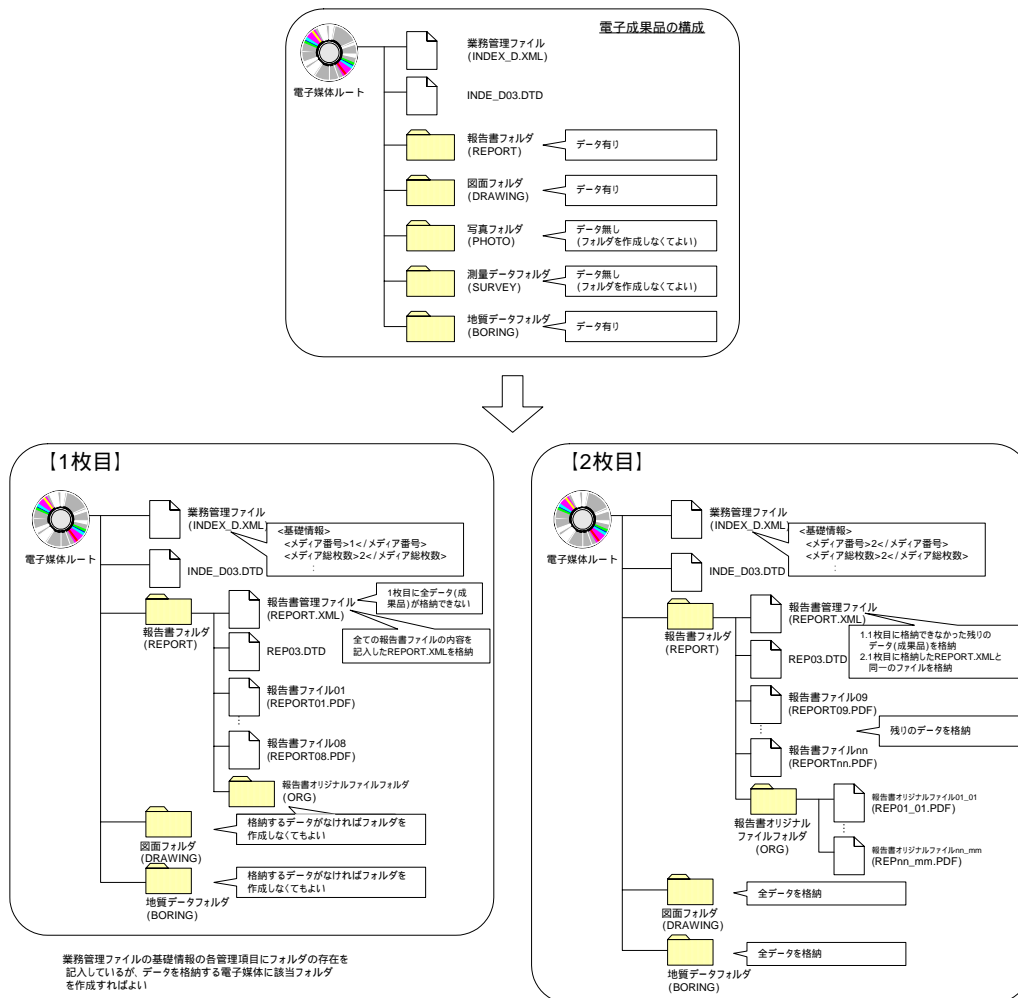 電子成果品の構成
電子媒体ルート
業務管理ファイル
(INDEX_D.XML)
INDE_D03.DTD
報告書フォルダ
(REPORT)
データ有り
図面フォルダ
(DRAWING)
データ有り
写真フォルダ
(PHOTO)
データ無し
(フォルダを作成しなくてよい)
測量データフォルダ
(SURVEY)
データ無し
(フォルダを作成しなくてよい)
地質データフォルダ
(BORING)
データ有り
【1枚目】
電子媒体ルート
業務管理ファイル
(INDEX_D.XML)
<基礎情報>
<メディア番号>1</メディア番号>
<メディア総枚数>2</メディア総枚数>
:
INDE_D03.DTD
報告書フォルダ
(REPORT)
報告書管理ファイル
(REPORT.XML)
1枚目に全データ(成
果品)が格納できない
全ての報告書ファイルの内容を
記入したREPORT.XMLを格納
REP03.DTD
報告書ファイル01
(REPORT01.PDF)
⋮
報告書ファイル08
(REPORT08.PDF)
報告書オリジナルファイルフォルダ
(ORG)
格納するデータがなければフォルダを
作成しなくてもよい
図面フォルダ
(DRAWING)
格納するデータがなければフォルダを
作成しなくてもよい
地質データフォルダ
(BORING)
業務管理ファイルの基礎情報の各管理項目にフォルダの存在を
記入しているが、データを格納する電子媒体に該当フォルダ
を作成すればよい
【2枚目】
電子媒体ルート
業務管理ファイル
(INDEX_D.XML)
<基礎情報>
<メディア番号>2</メディア番号>
<メディア総枚数>2</メディア総枚数>
:
INDE_D03.DTD
報告書フォルダ
(REPORT)
報告書管理ファイル
(REPORT.XML)
1.1枚目に格納できなかった残りの
データ(成果品)を格納
2.1枚目に格納したREPORT.XMLと
同一のファイルを格納
REP03.DTD
報告書ファイル09
(REPORT09.PDF)
⋮
残りのデータを格納
報告書ファイルnn
(REPORTnn.PDF)
報告書オリジナル
ファイルフォルダ
(ORG)
報告書オリジナルファイル01_01
(REP01_01.PDF)
⋮
報告書オリジナルファイルnn_mm
(REPnn_mm.PDF)
図面フォルダ
(DRAWING)
全データを格納
地質データフォルダ
(BORING)
全データを格納